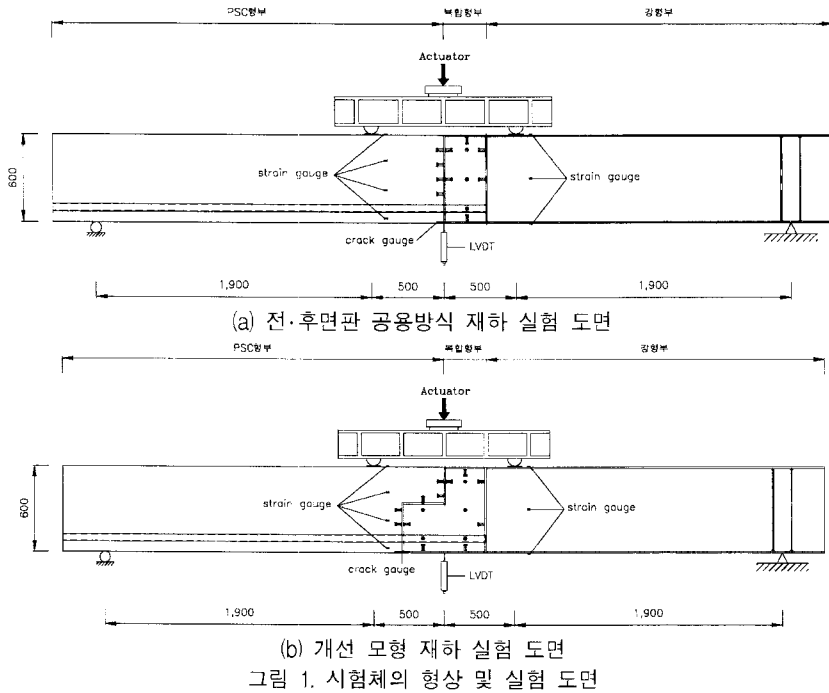 PSC형부 복합형부 강형부
Actuator
600
strain gauge
strain gauge
crack gauge
LVDT
1,900 500 500 1,900
(a) 전·후면판 공용방식 재하 실험 도면
PSC형부 복합형부 강형부
Actuator
600
strain gauge
strain gauge
crack gauge
LVDT
1,900 500 500 1,900
(b) 개선 모형 재하 실험 도면
그림 1. 시험체의 형상 및 실험 도면